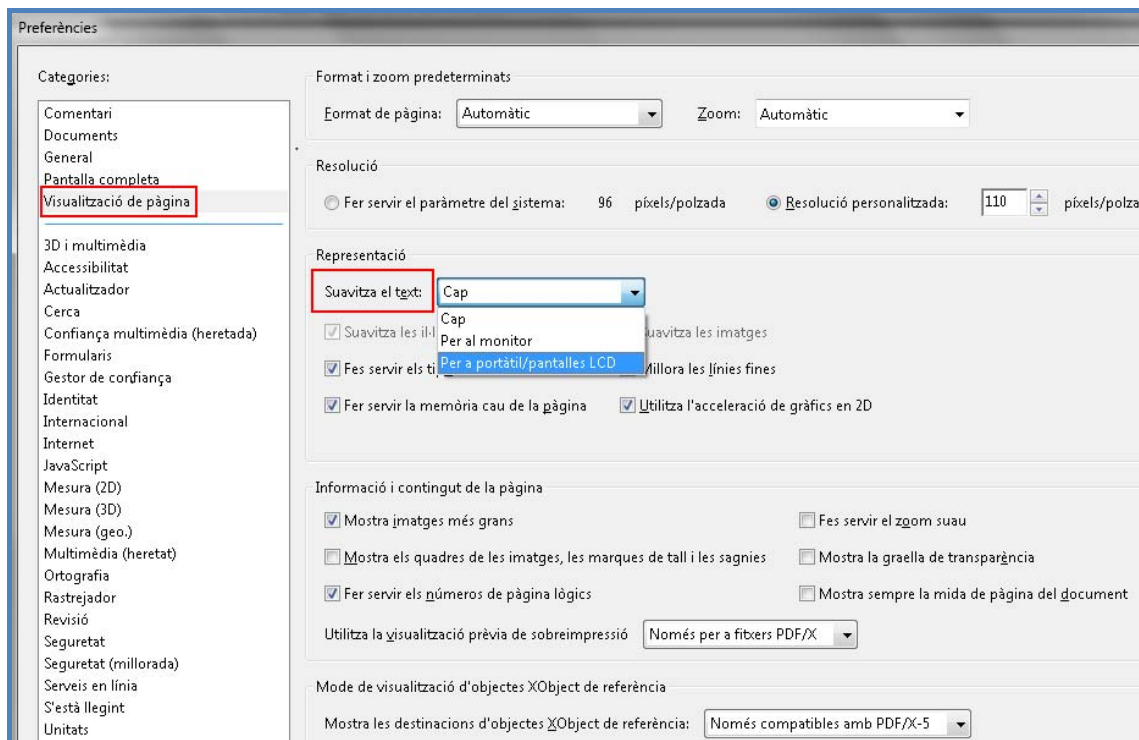 Preferències
Categories:
Comentari
Documents
General
Pantalla completa
Visualització de pàgina
3D i multimèdia
Accessibilitat
Actualitzador
Cerca
Confiança multimèdia (heretada)
Formularis
Gestor de confiança
Identitat
Internacional
Internet
JavaScript
Mesura (2D)
Mesura (3D)
Mesura (geo.)
Multimèdia (heretat)
Ortografia
Rastrejador
Revisió
Seguretat
Seguretat (millorada)
Serveis en línia
S'està llegint
Unitats
Format i zoom predeterminats
Format de pàgina: Automàtic Zoom: Automàtic
Resolució
Fer servir el paràmetre del sistema: 96 píxels/polzada Resolució personalitzada: 110 píxels/polza
Representació
Suavitza el text: Cap
Cap
Per al monitor
Per a portàtil/pantalles LCD
Suavitza les il·l uavitza les imatges
Fes servir els ti Millora les línies fines
Fer servir la memòria cau de la pàgina Utilitza l'acceleració de gràfics en 2D
Informació i contingut de la pàgina
Mostra imatges més grans Fes servir el zoom suau
Mostra els quadres de les imatges, les marques de tall i les sagnies Mostra la graella de transparència
Fer servir els números de pàgina lògics Mostra sempre la mida de pàgina del document
Utilitza la visualització prèvia de sobreimpressió Només per a fitxers PDF/X
Mode de visualització d'objectes XObject de referència
Mostra les destinacions d'objectes XObject de referència: Només compatibles amb PDF/X-5